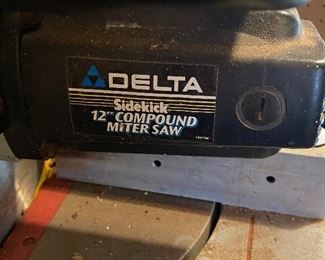 DELTA
Sidekick
12" COMPOUND
MITER SAW